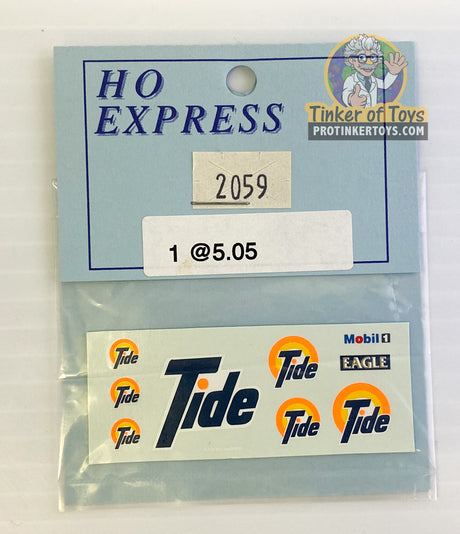 HO
EXPRESS
Tinker of Toys
PROTINKERTOYS.COM
2059
1 @5.05
Tide
Tide
Tide
Tide
Tide
Tide
Tide
Mobil 1
EAGLE